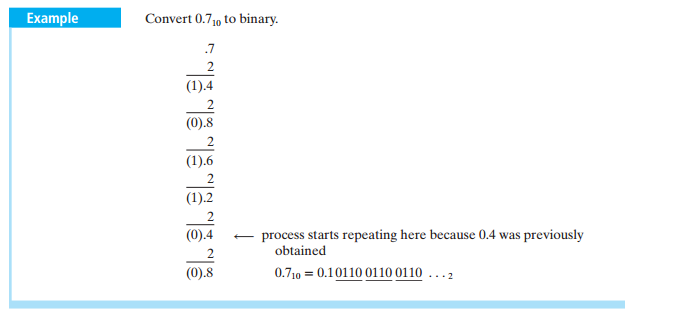 Example
Convert 0.7₁₀ to binary.
.7
2
(1).4
2
(0).8
2
(1).6
2
(1).2
2
(0).4 ← process starts repeating here because 0.4 was previously
obtained
2
(0).8
0.7₁₀ = 0.1 0110 0110 0110 . . . ₂